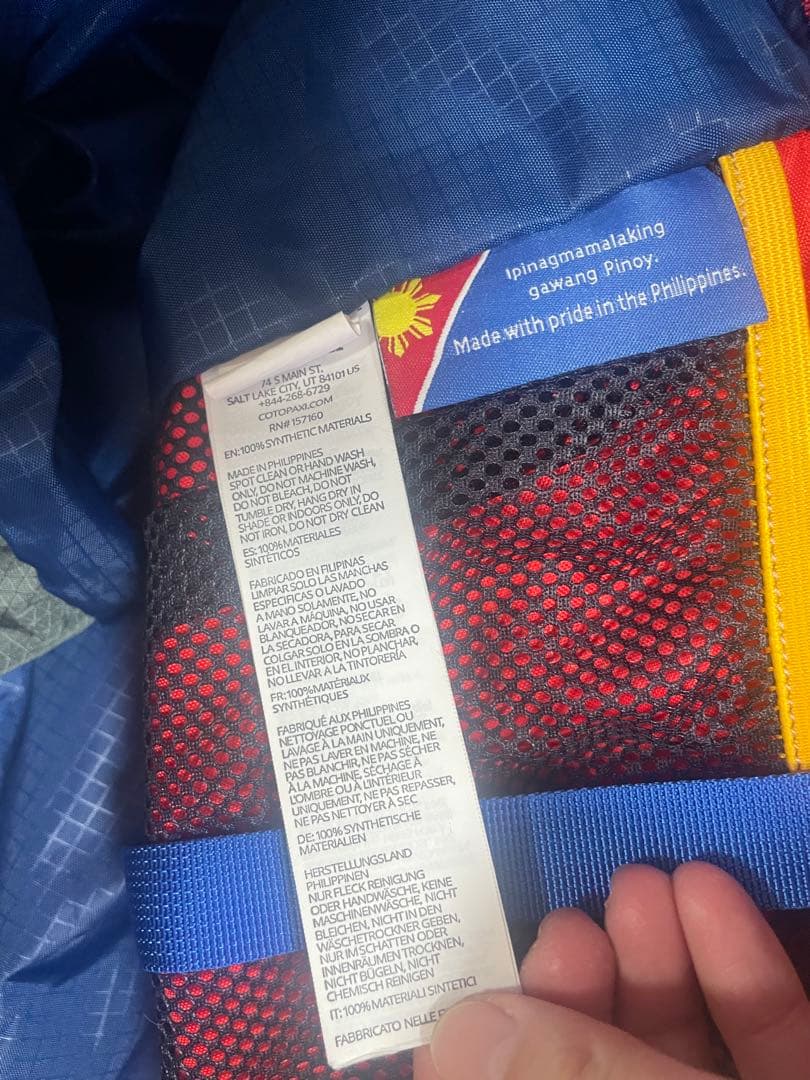 Ipinagmamalaking
gawang Pinoy.
Made with pride in the Philippines.
74 S MAIN ST,
SALT LAKE CITY, UT 84101 US
+844-268-6729
COTOPAXI.COM
RN# 157160
EN:100% SYNTHETIC MATERIALS
MADE IN PHILIPPINES
SPOT CLEAN OR HAND WASH
ONLY, DO NOT MACHINE WASH,
DO NOT BLEACH, DO NOT
TUMBLE DRY, HANG DRY IN
SHADE OR INDOORS ONLY, DO
NOT IRON, DO NOT DRY CLEAN
ES:100% MATERIALES
SINTÉTICOS
FABRICADO EN FILIPINAS
LIMPIAR SOLO LAS MANCHAS
ESPECIFICAS O LAVADO
A MANO SOLAMENTE, NO
LAVAR A MÁQUINA, NO USAR
BLANQUEADOR, NO SECAR EN
LA SECADORA, PARA SECAR
COLGAR SOLO EN LA SOMBRA O
EN EL INTERIOR, NO PLANCHAR,
NO LLEVAR A LA TINTORERÍA
FR:100% MATÉRIAUX
SYNTHÉTIQUES
FABRIQUÉ AUX PHILIPPINES
NETTOYAGE PONCTUEL OU
LAVAGE À LA MAIN UNIQUEMENT,
NE PAS LAVER EN MACHINE, NE
PAS BLANCHIR, NE PAS SÉCHER
À LA MACHINE, SÉCHAGE À
L'OMBRE OU À L'INTÉRIEUR
UNIQUEMENT, NE PAS REPASSER,
NE PAS NETTOYER À SEC
DE:100% SYNTHETISCHE
MATERIALIEN
HERSTELLUNGSLAND
PHILIPPINEN
NUR FLECK REINIGUNG
ODER HANDWÄSCHE, KEINE
MASCHINENWÄSCHE, NICHT
BLEICHEN, NICHT IN DEN
WÄSCHETROCKNER GEBEN,
NUR IM SCHATTEN ODER
INNENRÄUMEN TROCKNEN,
NICHT BÜGELN, NICHT
CHEMISCH REINIGEN
IT:100% MATERIALI SINTETICI
FABBRICATO NELLE